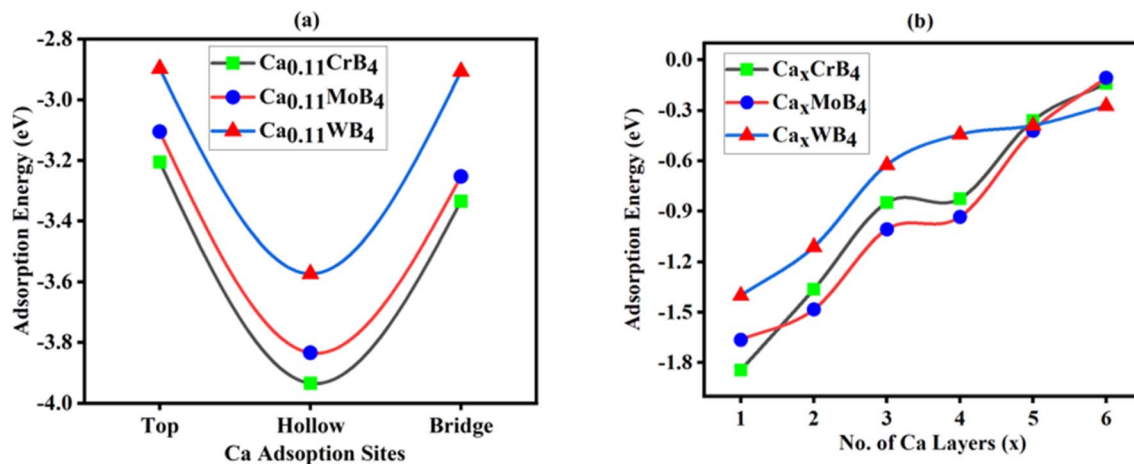 (a)
-2.8
-3.0
-3.2
-3.4
-3.6
-3.8
-4.0
Adsorption Energy (eV)
Ca0.11CrB4
Ca0.11MoB4
Ca0.11WB4
Top Hollow Bridge
Ca Adsoption Sites
(b)
0.0
-0.3
-0.6
-0.9
-1.2
-1.5
-1.8
Adsorption Energy (eV)
CaxCrB4
CaxMoB4
CaxWB4
1 2 3 4 5 6
No. of Ca Layers (x)